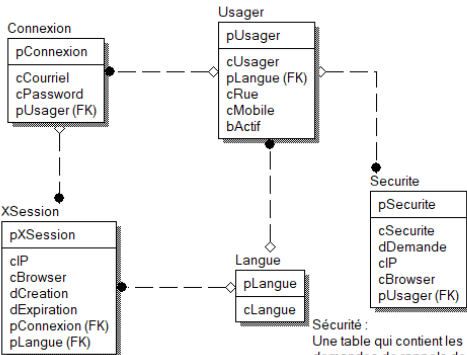 Connexion
pConnexion
cCourriel
cPassword
pUsager (FK)
Usager
pUsager
cUsager
pLangue (FK)
cRue
cMobile
bActif
XSession
pXSession
cIP
cBrowser
dCreation
dExpiration
pConnexion (FK)
pLangue (FK)
Langue
pLangue
cLangue
Securite
pSecurite
cSecurite
dDemande
cIP
cBrowser
pUsager (FK)
Sécurité :
Une table qui contient les